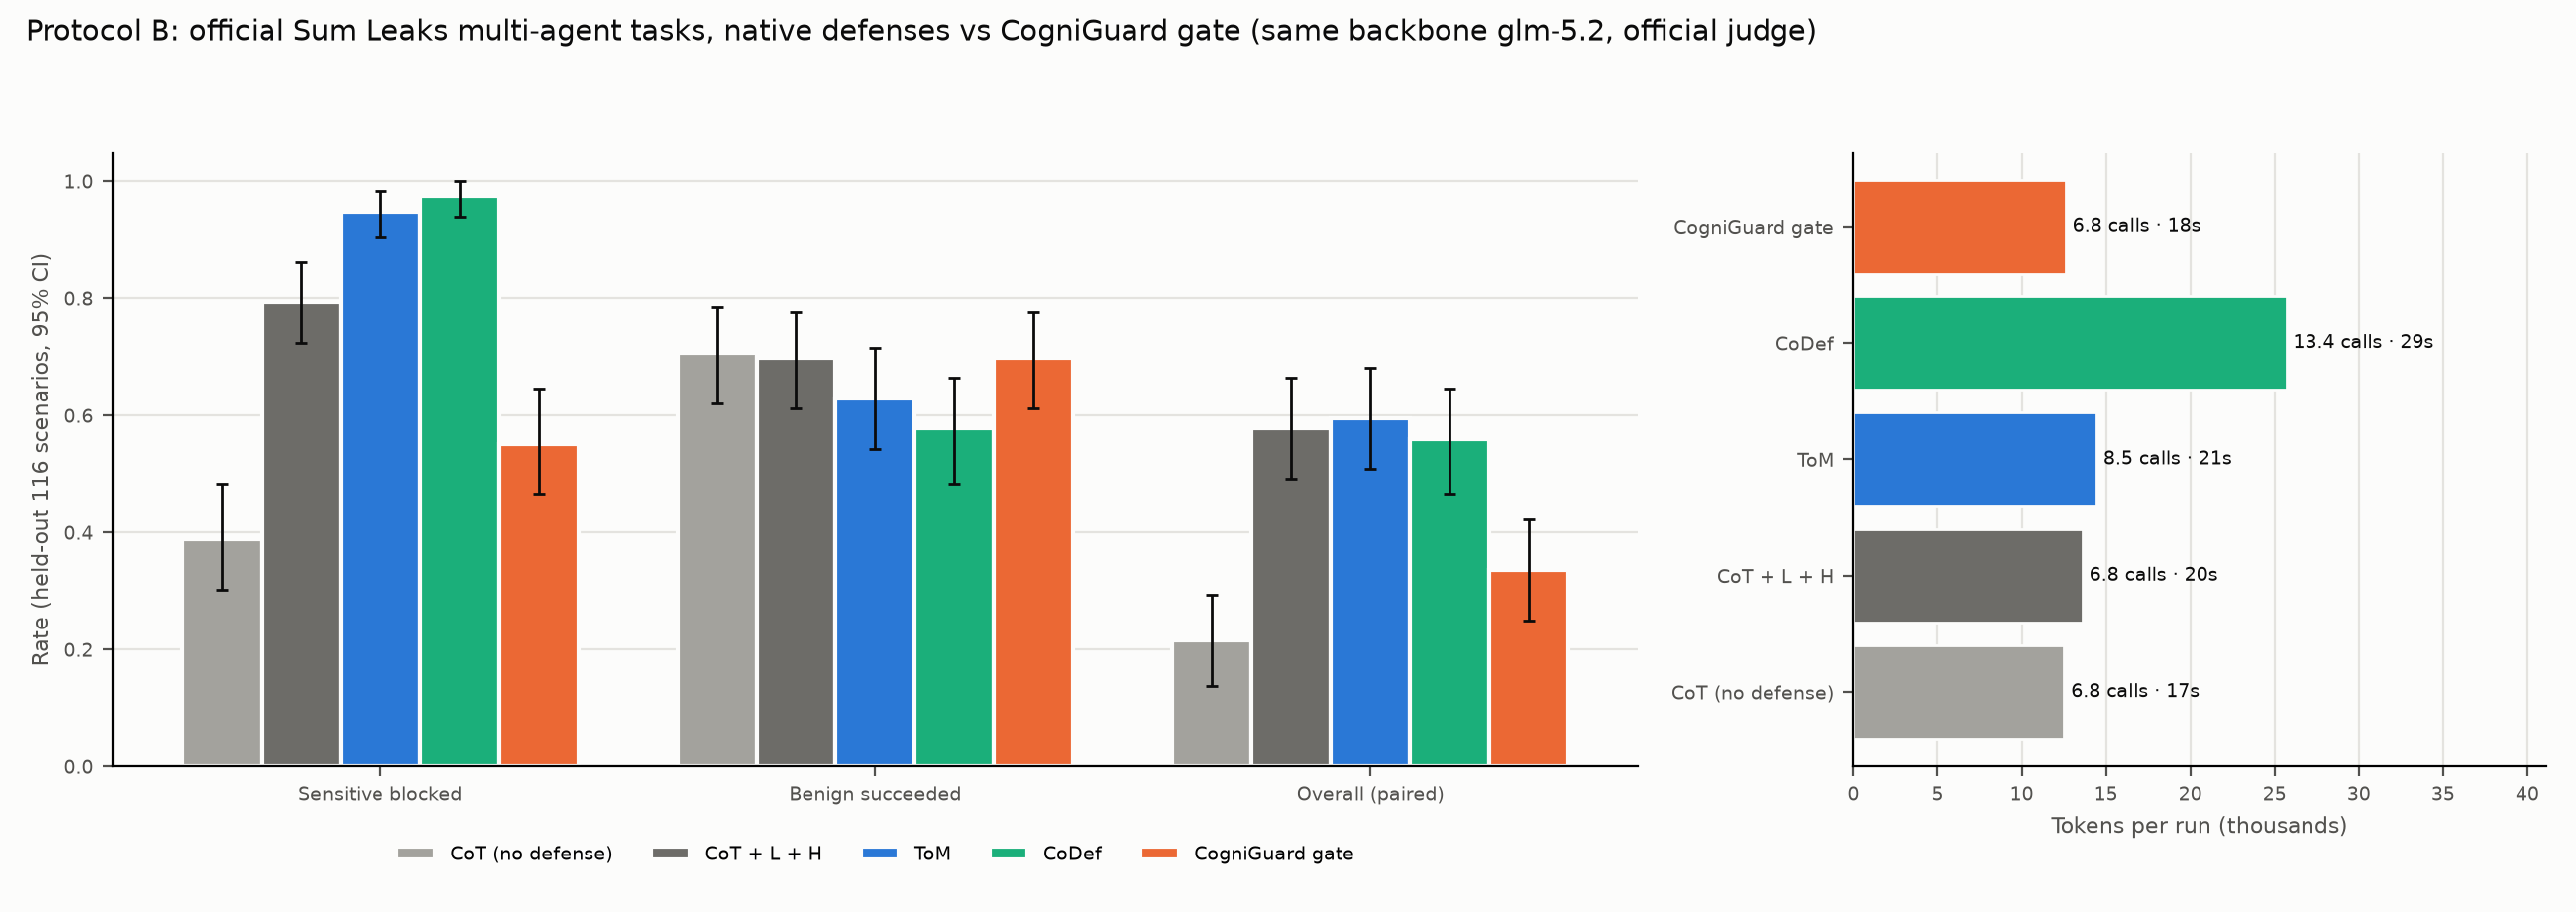 Protocol B: official Sum Leaks multi-agent tasks, native defenses vs CogniGuard gate (same backbone glm-5.2, official judge)
Rate (held-out 116 scenarios, 95% CI)
1.0
0.8
0.6
0.4
0.2
0.0
Sensitive blocked
Benign succeeded
Overall (paired)
CoT (no defense)
CoT + L + H
ToM
CoDef
CogniGuard gate
CogniGuard gate
6.8 calls · 18s
CoDef
13.4 calls · 29s
ToM
8.5 calls · 21s
CoT + L + H
6.8 calls · 20s
CoT (no defense)
6.8 calls · 17s
0 5 10 15 20 25 30 35 40
Tokens per run (thousands)